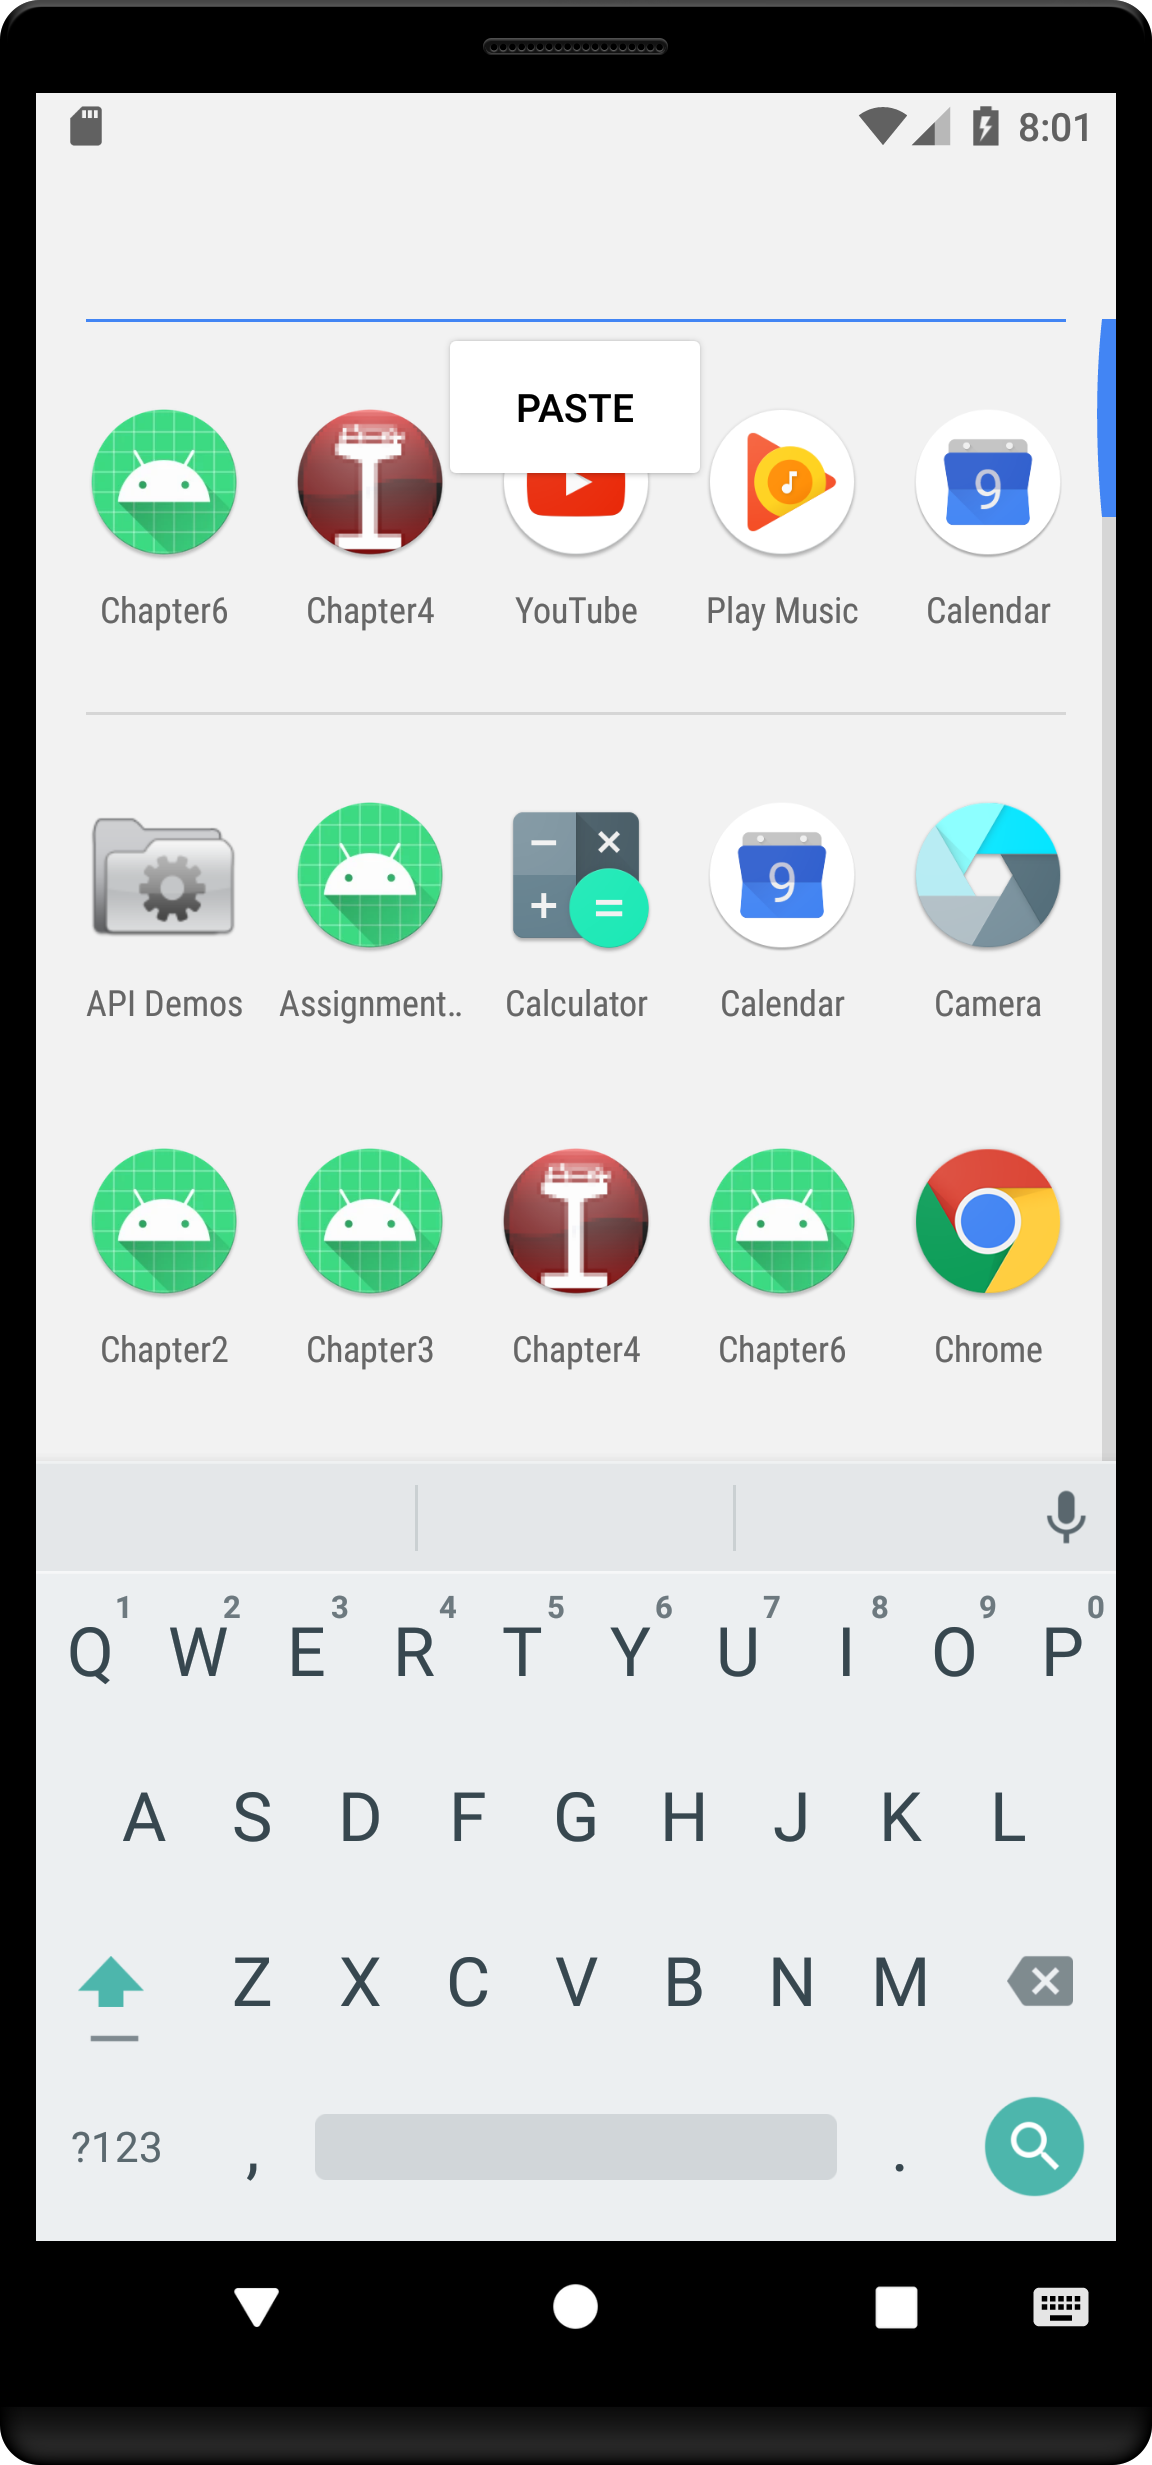 8:01
PASTE
Chapter6 Chapter4 YouTube Play Music Calendar
9
API Demos Assignment.. Calculator Calendar Camera
9
Chapter2 Chapter3 Chapter4 Chapter6 Chrome
1 2 3 4 5 6 7 8 9 0
Q W E R T Y U I O P
A S D F G H J K L
Z X C V B N M
?123 , .